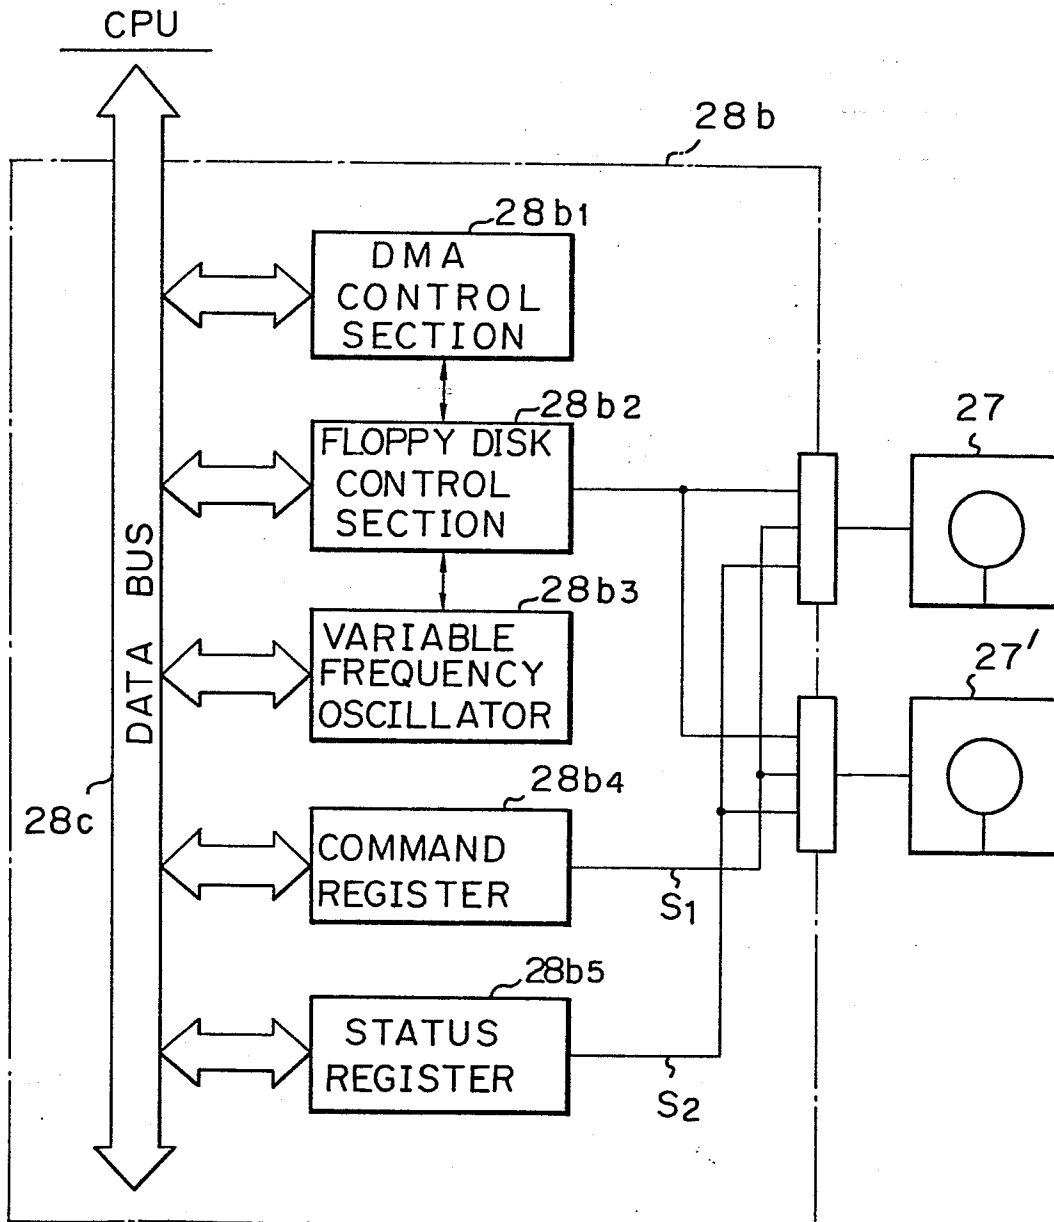 CPU
28b
28b1
DMA
CONTROL
SECTION
28b2
FLOPPY DISK
CONTROL
SECTION
27
28b3
VARIABLE
FREQUENCY
OSCILLATOR
27'
DATA BUS
28c
28b4
COMMAND
REGISTER
S1
28b5
STATUS
REGISTER
S2